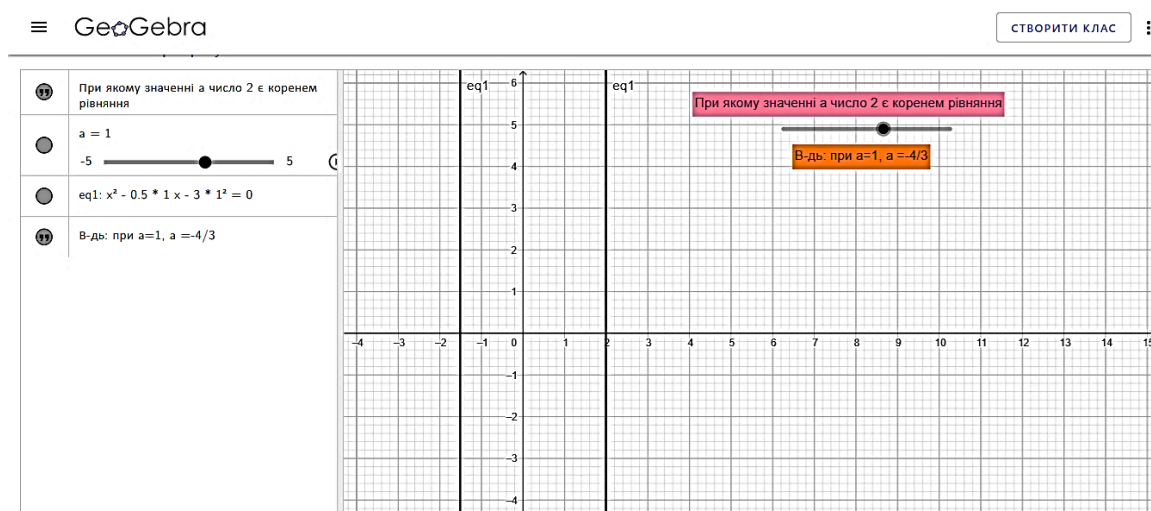 GeoGebra
СТВОРИТИ КЛАС
При якому значенні а число 2 є коренем
рівняння
a = 1
-5 5
eq1: x² - 0.5 * 1 x - 3 * 1² = 0
В-дь: при а=1, а =-4/3
eq1 6 eq1
При якому значенні а число 2 є коренем рівняння
5
В-дь: при а=1, а =-4/3
4
3
2
1
–4 –3 –2 –1 0 1 2 3 4 5 6 7 8 9 10 11 12 13 14 15
–1
–2
–3
–4